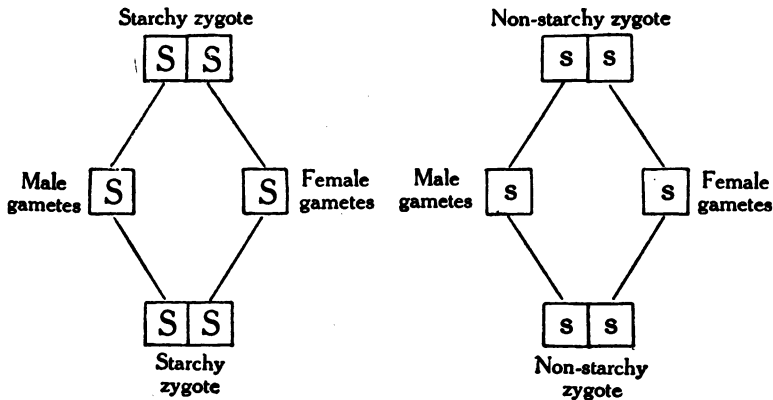 Starchy zygote
S S
Male
gametes
S
S
Female
gametes
S S
Starchy
zygote
Non-starchy zygote
s s
Male
gametes
s
s
Female
gametes
s s
Non-starchy
zygote